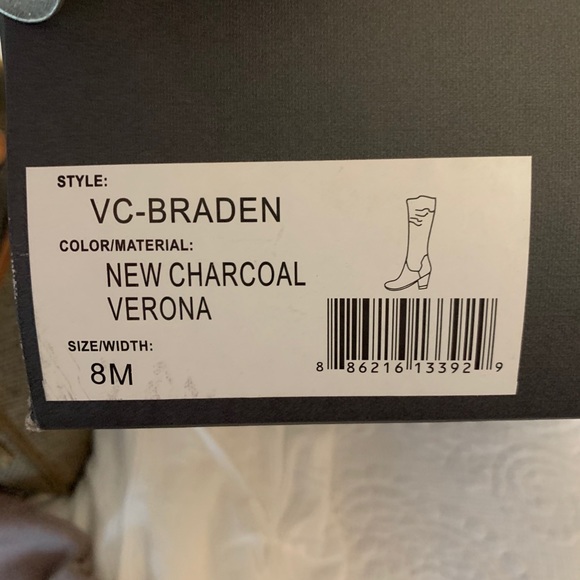 STYLE:
VC-BRADEN
COLOR/MATERIAL:
NEW CHARCOAL
VERONA
SIZE/WIDTH:
8M
8 86216 13392 9